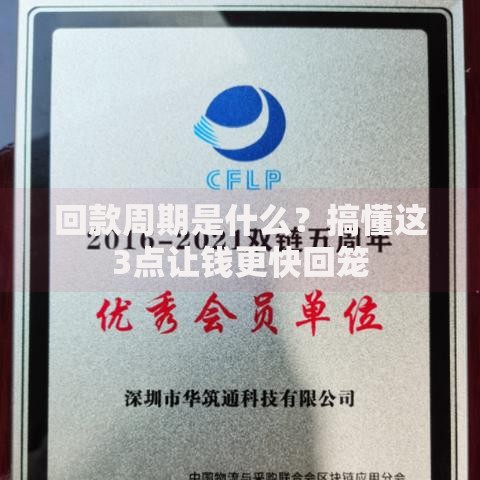 CFLP
回款周期是什么？搞懂这
2016-2021双链五周年
3点让钱更快回笼
优秀会员单位
深圳市华筑通科技有限公司
中国物流与采购联合会区块链应用分会